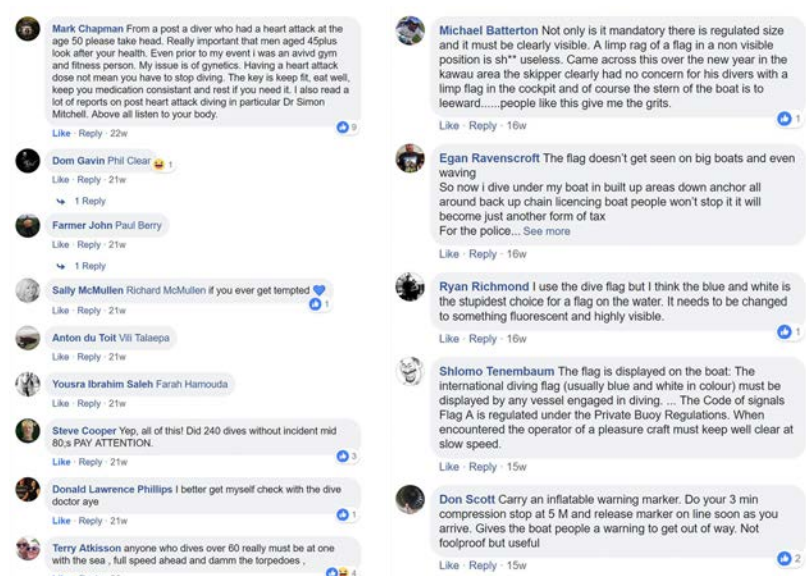 Mark Chapman From a post a diver who had a heart attack at the
age 50 please take head. Really important that men aged 45plus
look after your health. Even prior to my event i was an avid gym
and fitness person. My issue is of gynetics. Having a heart attack
dose not mean you have to stop diving. The key is keep fit, eat well,
keep you medication consistant and rest if you need it. I also read a
lot of reports on post heart attack diving in particular Dr Simon
Mitchell. Above all listen to your body.
9
Like · Reply · 22w
Dom Gavin Phil Clear
1
Like · Reply · 21w
1 Reply
Farmer John Paul Berry
Like · Reply · 21w
1 Reply
Sally McMullen Richard McMullen if you ever get tempted 💙
1
Like · Reply · 21w
Anton du Toit Vili Talaepa
Like · Reply · 21w
Yousra Ibrahim Saleh Farah Hamouda
Like · Reply · 21w
Steve Cooper Yep, all of this! Did 240 dives without incident mid
80;s PAY ATTENTION.
3
Like · Reply · 21w
Donald Lawrence Phillips I better get myself check with the dive
doctor aye
1
Like · Reply · 21w
Terry Atkisson anyone who dives over 60 really must be at one
with the sea , full speed ahead and damm the torpedoes ,
4
Michael Batterton Not only is it mandatory there is regulated size
and it must be clearly visible. A limp rag of a flag in a non visible
position is sh** useless. Came across this over the new year in the
kawau area the skipper clearly had no concern for his divers with a
limp flag in the cockpit and of course the stern of the boat is to
leeward......people like this give me the grits.
1
Like · Reply · 16w
Egan Ravenscroft The flag doesn't get seen on big boats and even
waving
So now i dive under my boat in built up areas down anchor all
around back up chain licencing boat people won't stop it it will
become just another form of tax
For the police... See more
Like · Reply · 16w
Ryan Richmond I use the dive flag but I think the blue and white is
the stupidest choice for a flag on the water. It needs to be changed
to something fluorescent and highly visible.
1
Like · Reply · 16w
Shlomo Tenembaum The flag is displayed on the boat: The
international diving flag (usually blue and white in colour) must be
displayed by any vessel engaged in diving. ... The Code of signals
Flag A is regulated under the Private Buoy Regulations. When
encountered the operator of a pleasure craft must keep well clear at
slow speed.
Like · Reply · 15w
Don Scott Carry an inflatable warning marker. Do your 3 min
compression stop at 5 M and release marker on line soon as you
arrive. Gives the boat people a warning to get out of way. Not
foolproof but useful
2
Like · Reply · 15w